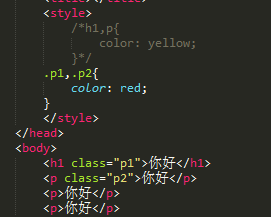 <title></title>
<style>
/*h1,p{
color: yellow;
}*/
.p1,.p2{
color: red;
}
</style>
</head>
<body>
<h1 class="p1">你好</h1>
<p class="p2">你好</p>
<p>你好</p>
<p>你好</p>